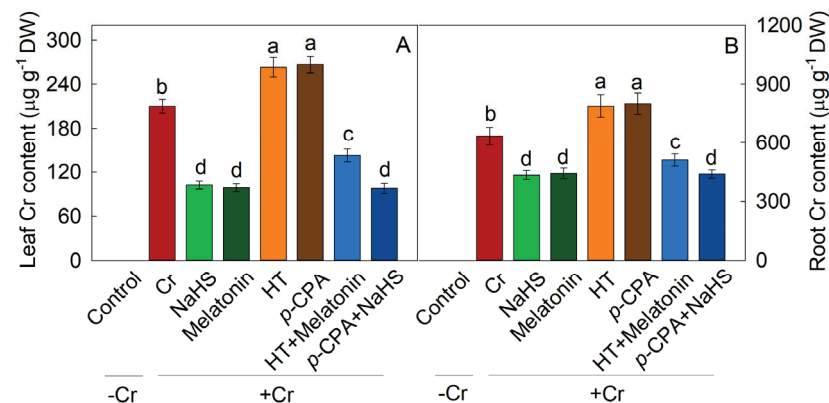 Leaf Cr content (µg g⁻¹ DW)
300
240
180
120
60
0
A
b
d
d
a
a
c
d
Control
Cr
NaHS
Melatonin
HT
p-CPA
HT+Melatonin
p-CPA+NaHS
-Cr
+Cr
B
b
d
d
a
a
c
d
Control
Cr
NaHS
Melatonin
HT
p-CPA
HT+Melatonin
p-CPA+NaHS
-Cr
+Cr
1200
900
600
300
0
Root Cr content (µg g⁻¹ DW)